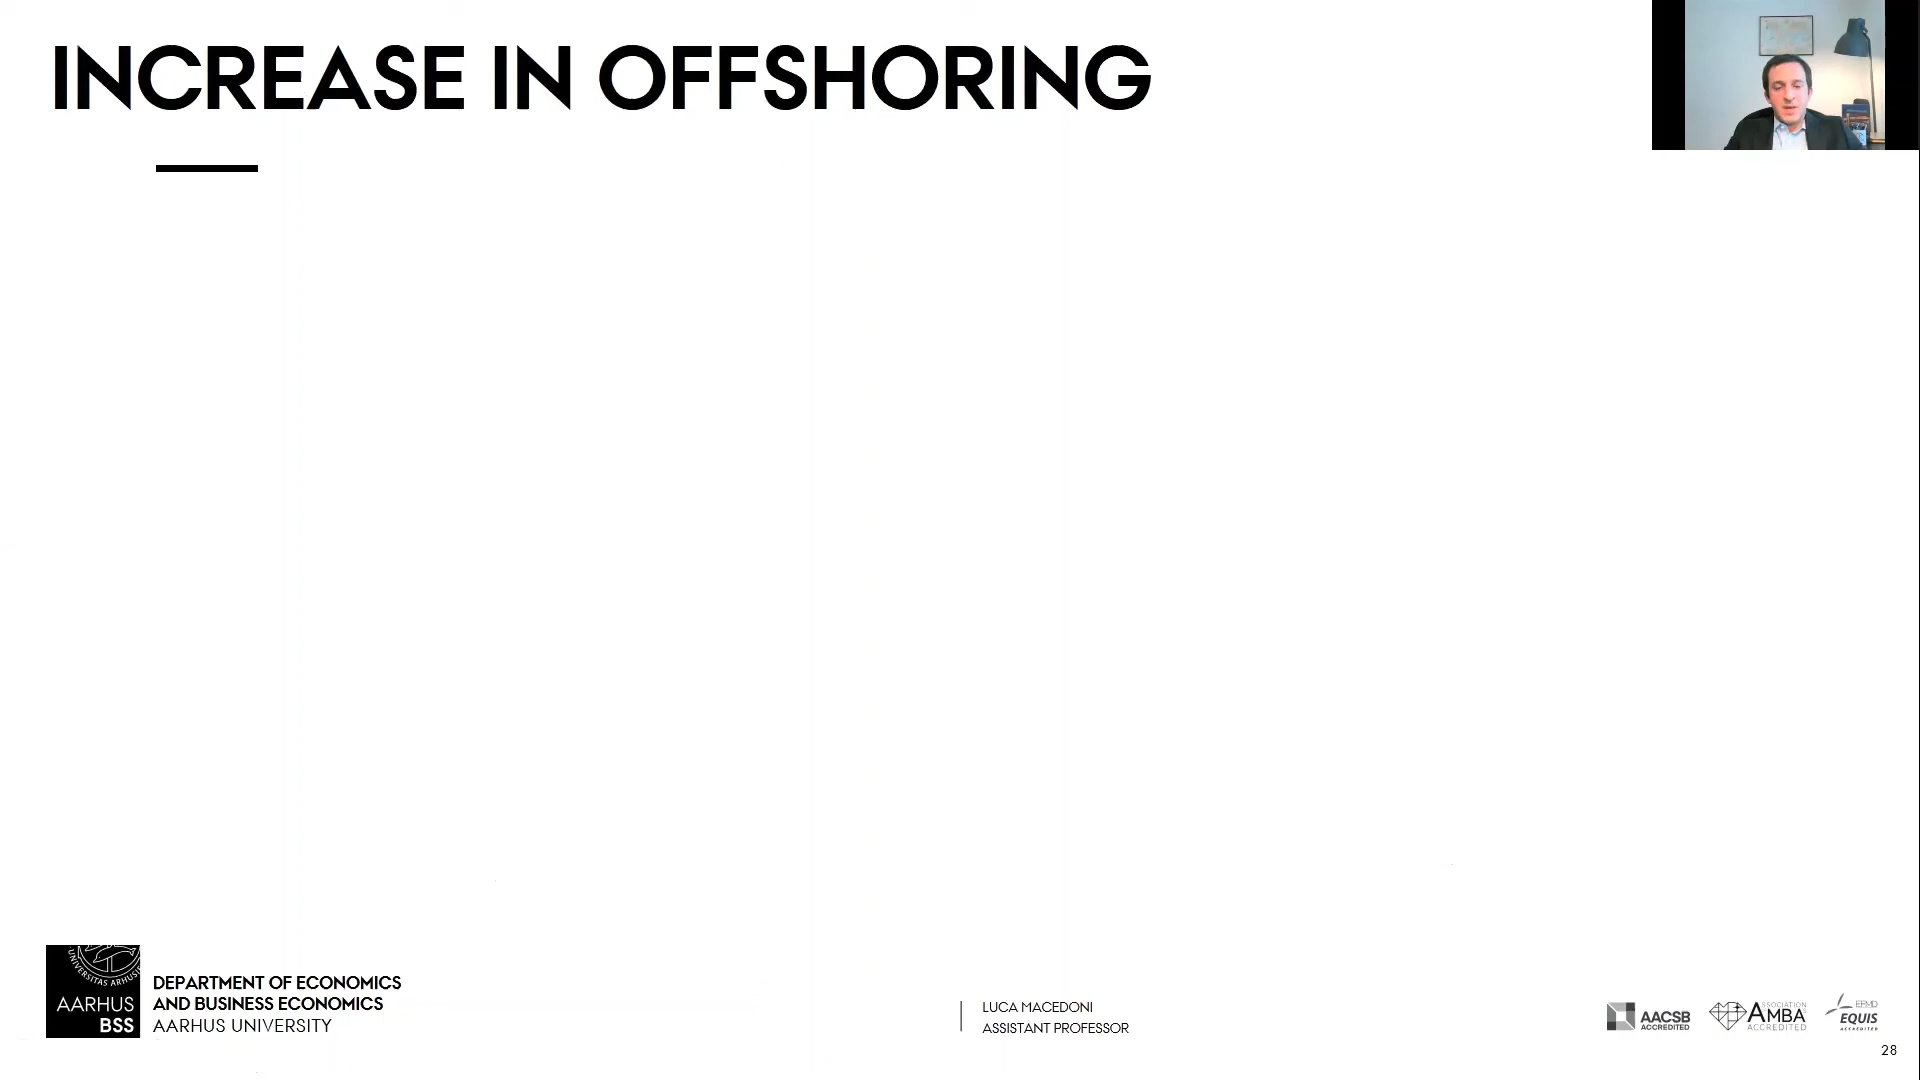 INCREASE IN OFFSHORING
UNIVERSITAS ARHUSI
AARHUS
BSS
DEPARTMENT OF ECONOMICS
AND BUSINESS ECONOMICS
AARHUS UNIVERSITY
LUCA MACEDONI
ASSISTANT PROFESSOR
AACSB
ACCREDITED
ASSOCIATION
AMBA
ACCREDITED
EFMD
EQUIS
ACCREDITED
28